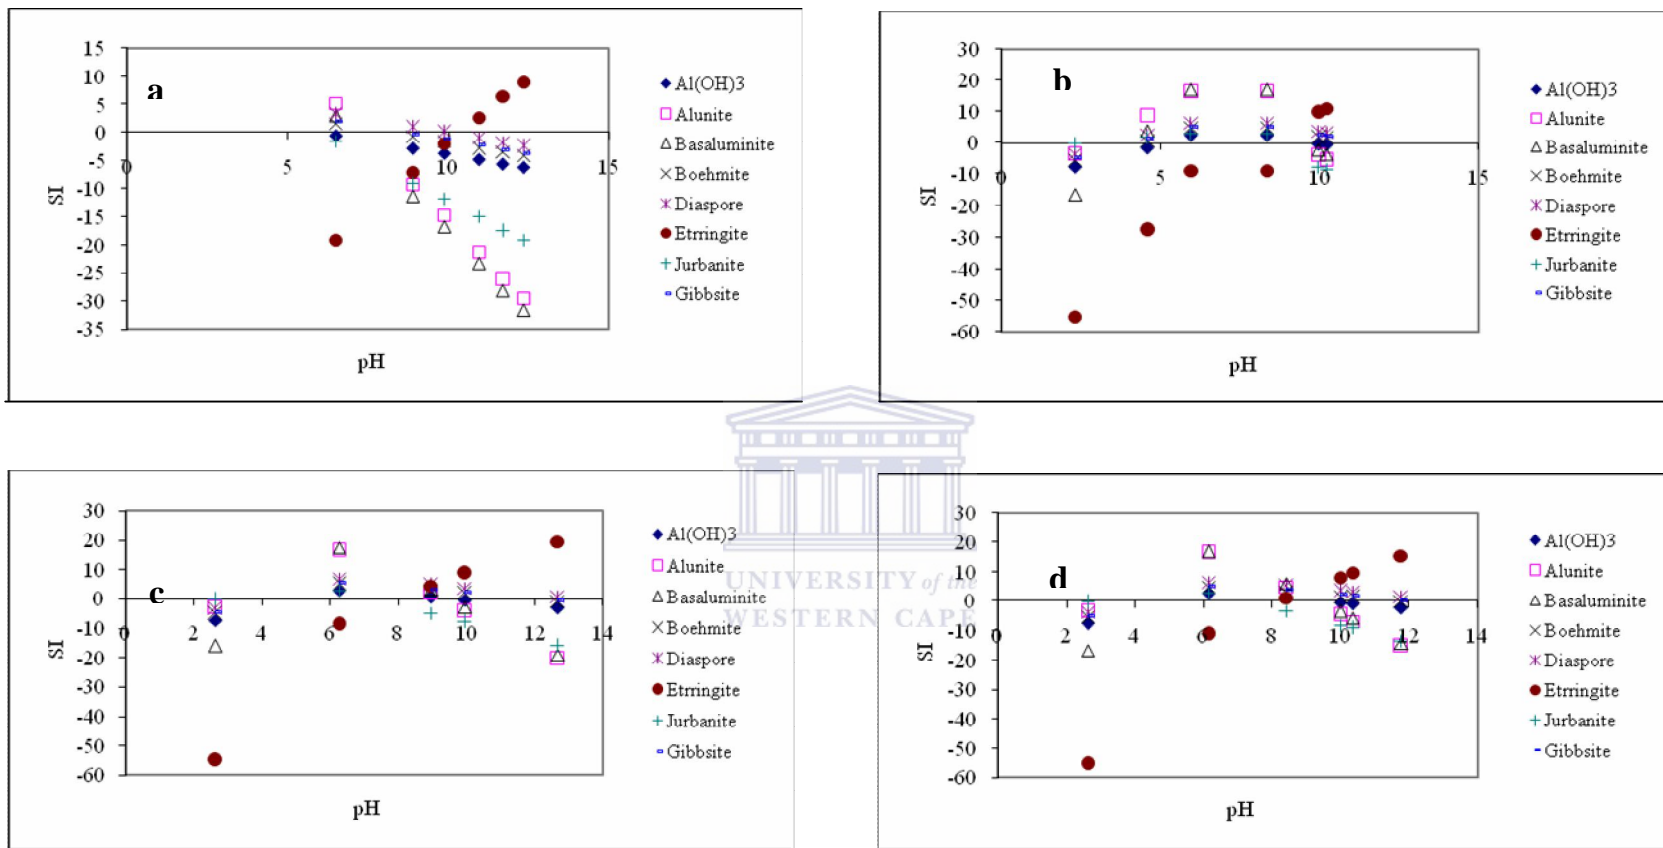 15
10
5
0
-5
-10
-15
-20
-25
-30
-35
0
5
10
15
SI
pH
a
Al(OH)3
Alunite
Basaluminite
Boehmite
Diaspore
Etrringite
Jurbanite
Gibbsite
30
20
10
0
-10
-20
-30
-40
-50
-60
0
5
10
15
SI
pH
b
Al(OH)3
Alunite
Basaluminite
Boehmite
Diaspore
Etrringite
Jurbanite
Gibbsite
UNIVERSITY of the
WESTERN CAPE
30
20
10
0
-10
-20
-30
-40
-50
-60
0
2
4
6
8
10
12
14
SI
pH
c
Al(OH)3
Alunite
Basaluminite
Boehmite
Diaspore
Etrringite
Jurbanite
Gibbsite
30
20
10
0
-10
-20
-30
-40
-50
-60
0
2
4
6
8
10
12
14
SI
pH
d
Al(OH)3
Alunite
Basaluminite
Boehmite
Diaspore
Etrringite
Jurbanite
Gibbsite